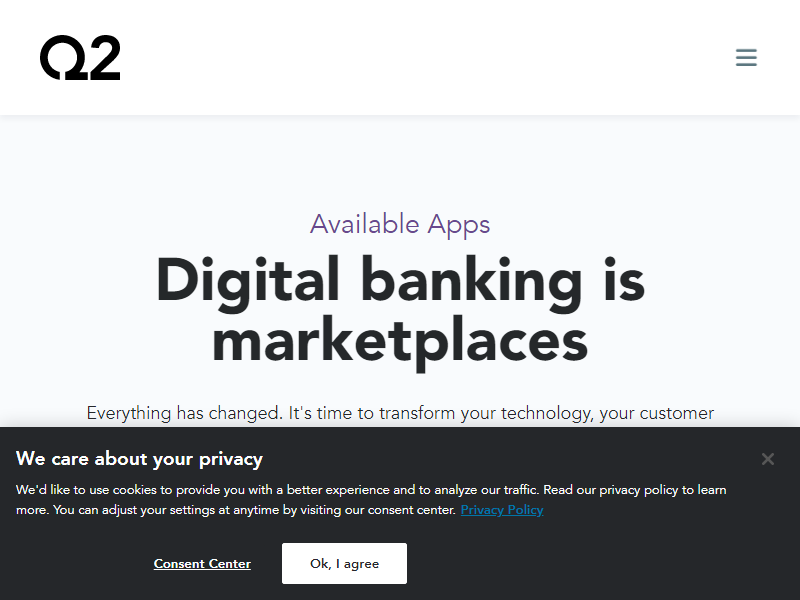 Q2
Available Apps
Digital banking is
marketplaces
Everything has changed. It's time to transform your technology, your customer
We care about your privacy
We'd like to use cookies to provide you with a better experience and to analyze our traffic. Read our privacy policy to learn
more. You can adjust your settings at anytime by visiting our consent center. Privacy Policy
Consent Center
Ok, I agree